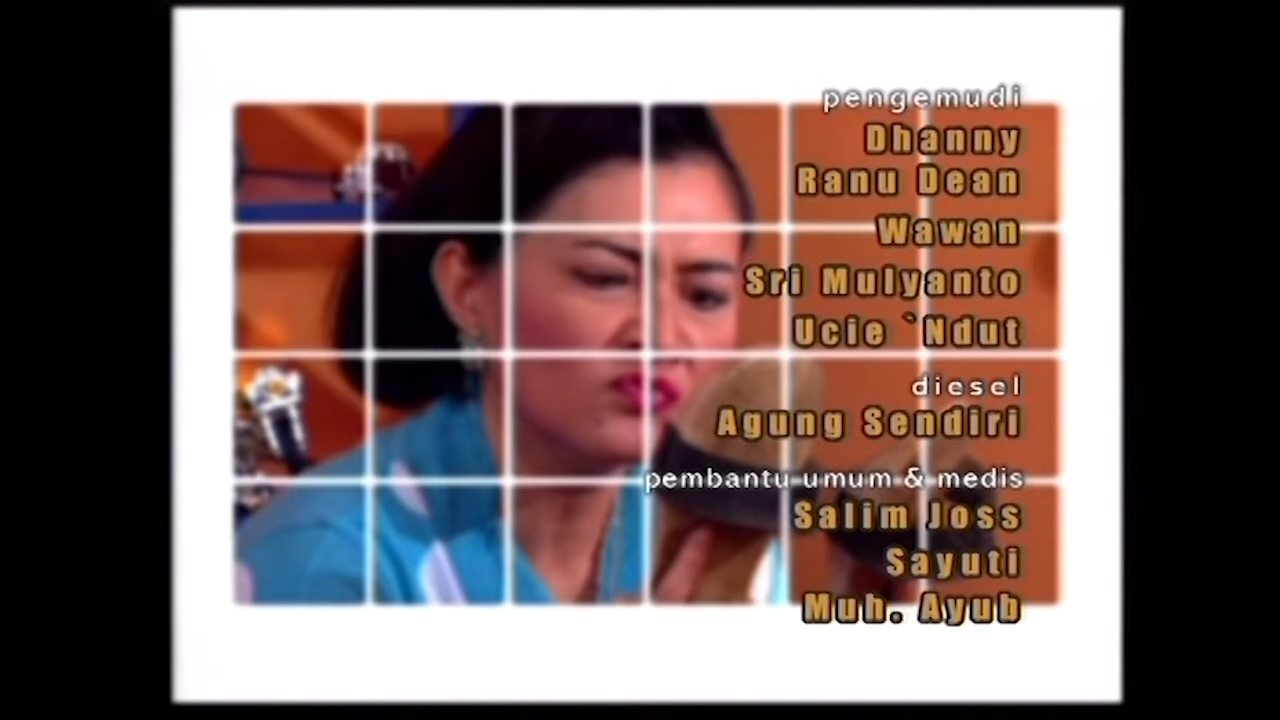 pengemudi
Dhanny
Ranu Dean
Wawan
Sri Mulyanto
Ucie `Ndut
diesel
Agung Sendiri
pembantu umum & medis
Salim Joss
Sayuti
Muh. Ayub